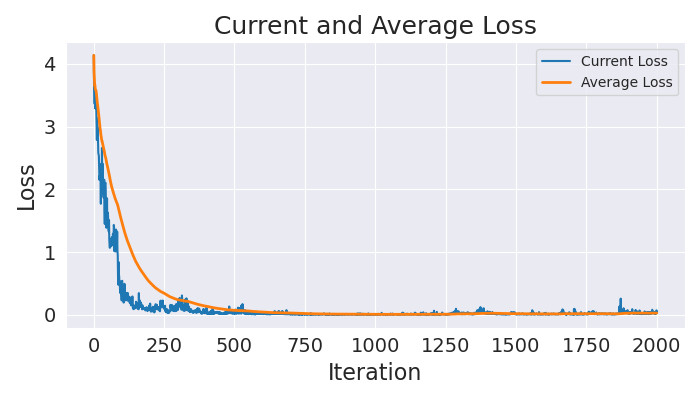 Current and Average Loss
Current Loss
Average Loss
Loss
4
3
2
1
0
0 250 500 750 1000 1250 1500 1750 2000
Iteration